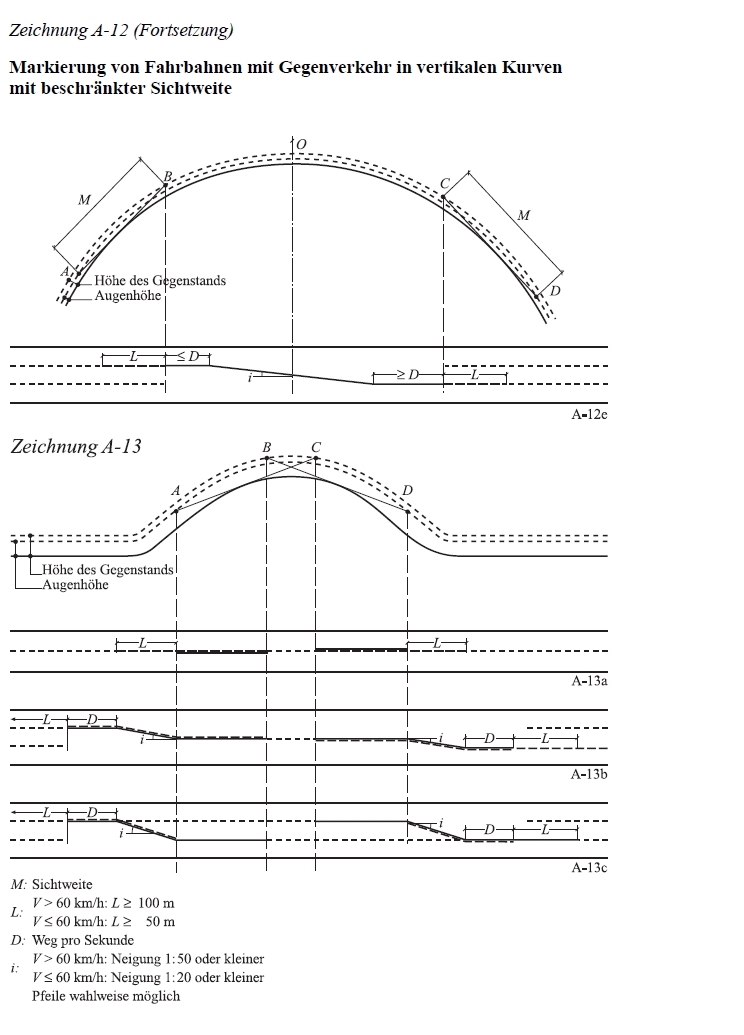 Zeichnung A-12 (Fortsetzung)
Markierung von Fahrbahnen mit Gegenverkehr in vertikalen Kurven
mit beschränkter Sichtweite
O
B
C
M
M
A
D
Höhe des Gegenstands
Augenhöhe
L ≤ D
i
≥ D L
A-12e
Zeichnung A-13
B C
A D
Höhe des Gegenstands
Augenhöhe
L L
A-13a
L D
i i D L
A-13b
L D
i i D L
A-13c
M: Sichtweite
L: V > 60 km/h: L ≥ 100 m
V ≤ 60 km/h: L ≥ 50 m
D: Weg pro Sekunde
i: V > 60 km/h: Neigung 1:50 oder kleiner
V ≤ 60 km/h: Neigung 1:20 oder kleiner
Pfeile wahlweise möglich